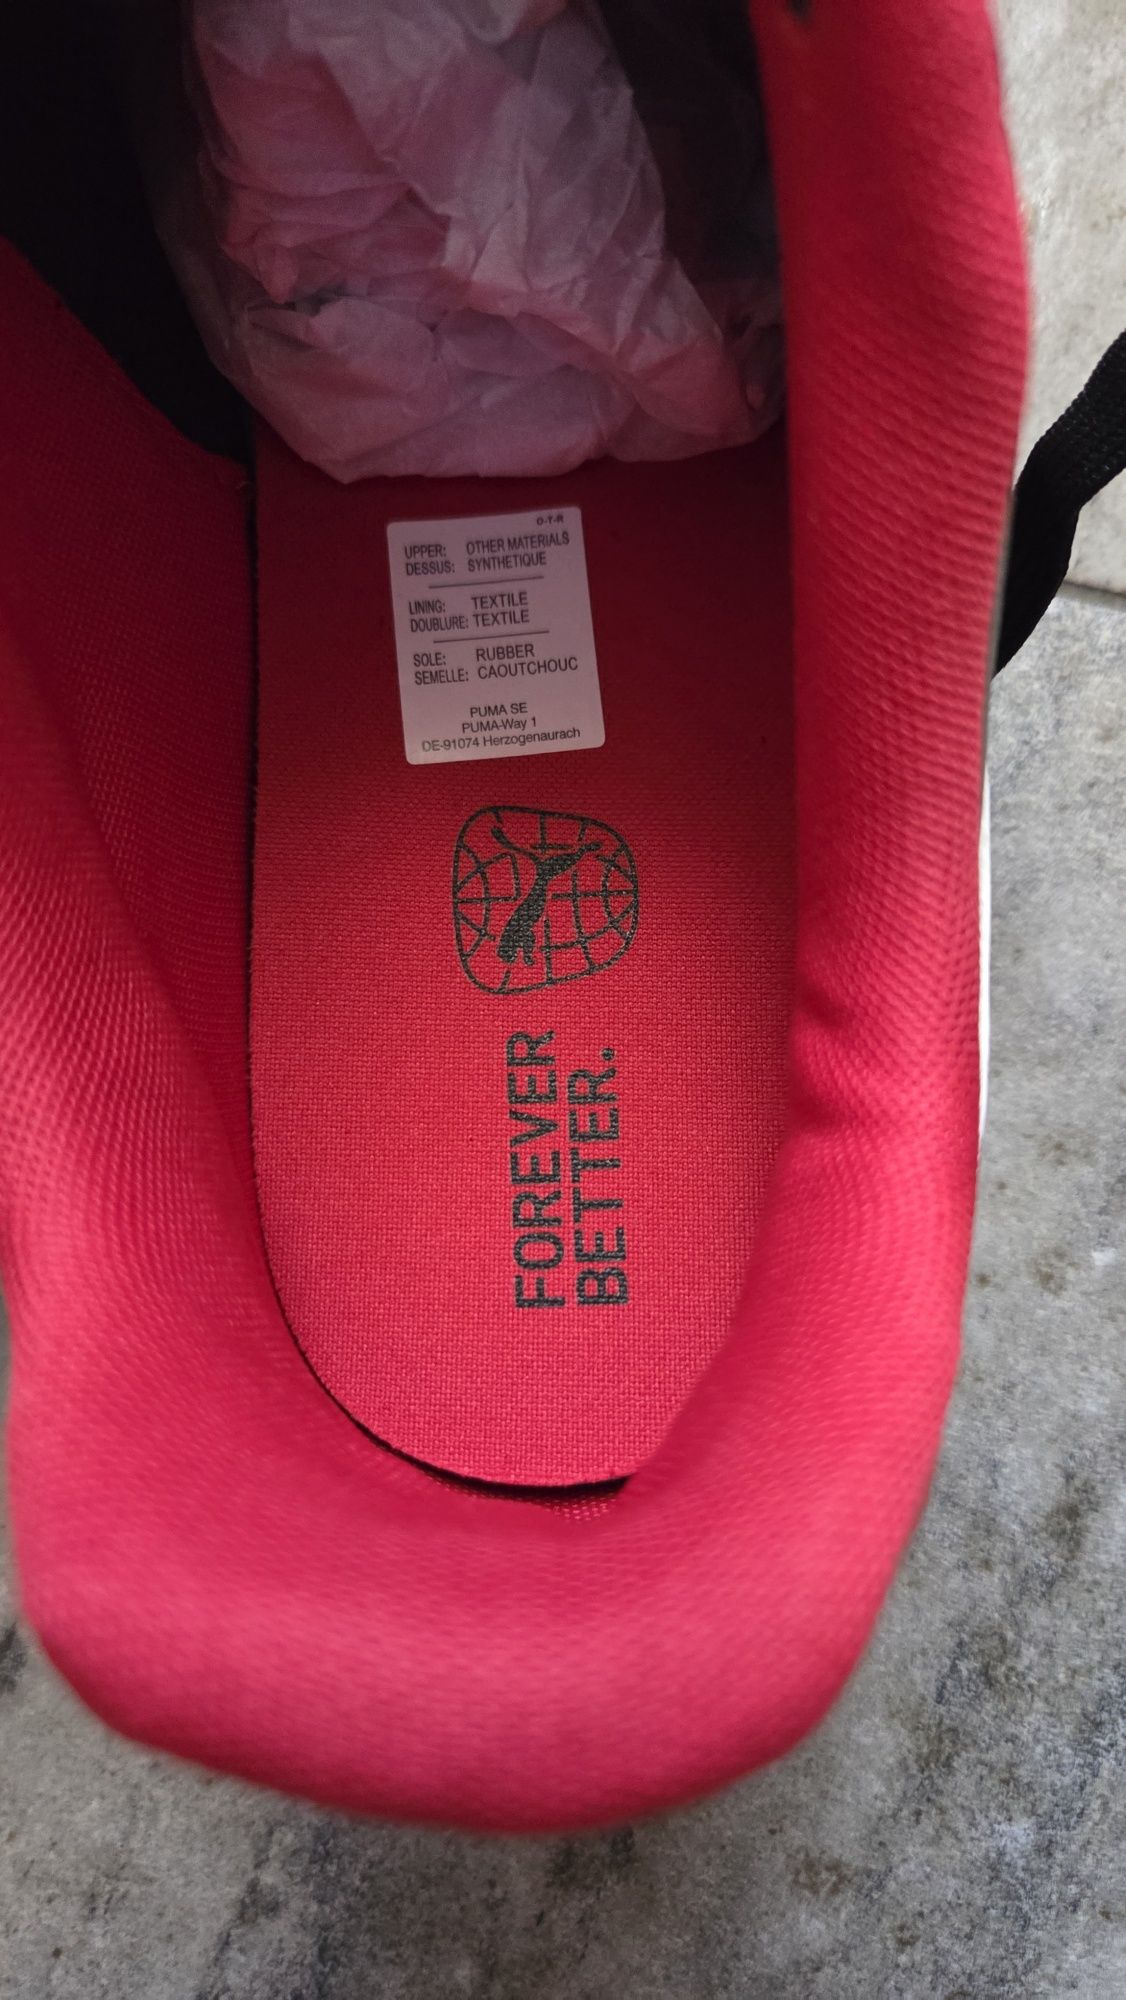 O-T-R
UPPER: OTHER MATERIALS
DESSUS: SYNTHETIQUE
LINING: TEXTILE
DOUBLURE: TEXTILE
SOLE: RUBBER
SEMELLE: CAOUTCHOUC
PUMA SE
PUMA-Way 1
DE-91074 Herzogenaurach
FOREVER
BETTER.